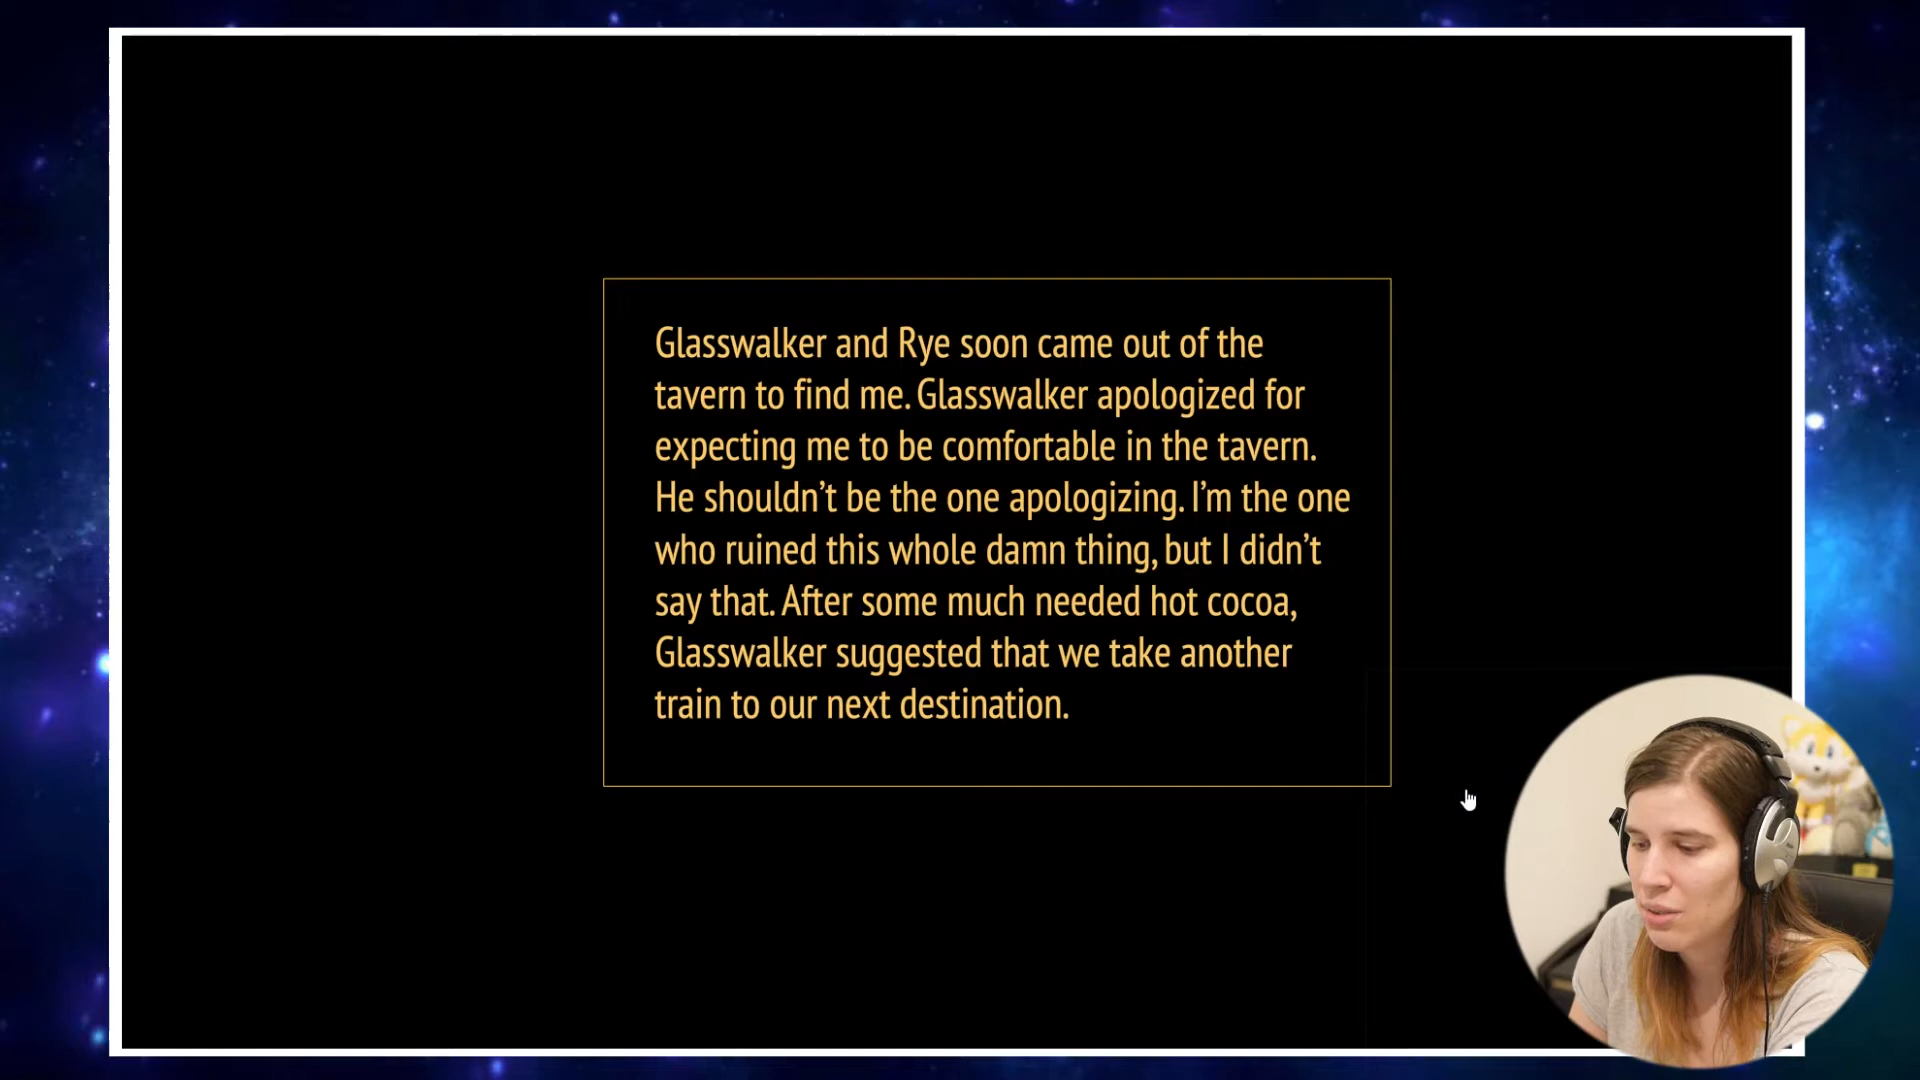 Glasswalker and Rye soon came out of the
tavern to find me. Glasswalker apologized for
expecting me to be comfortable in the tavern.
He shouldn’t be the one apologizing. I’m the one
who ruined this whole damn thing, but I didn’t
say that. After some much needed hot cocoa,
Glasswalker suggested that we take another
train to our next destination.